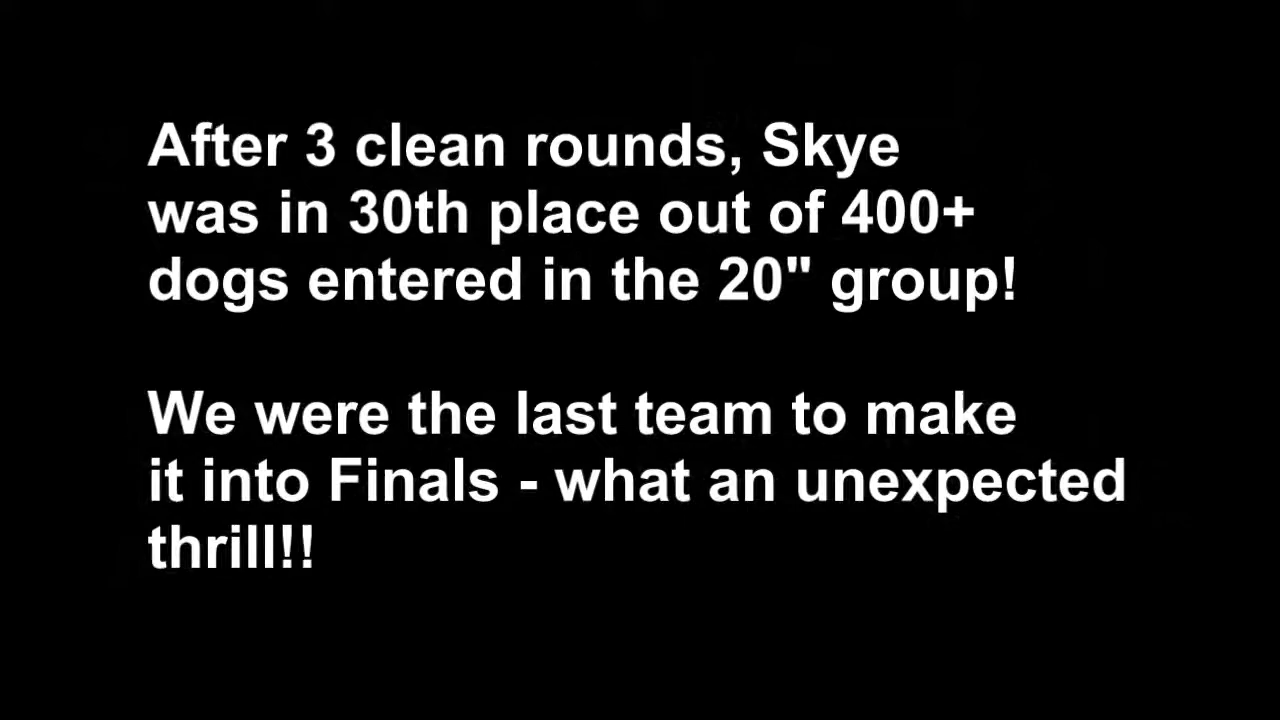 After 3 clean rounds, Skye
was in 30th place out of 400+
dogs entered in the 20" group!
We were the last team to make
it into Finals - what an unexpected
thrill!!